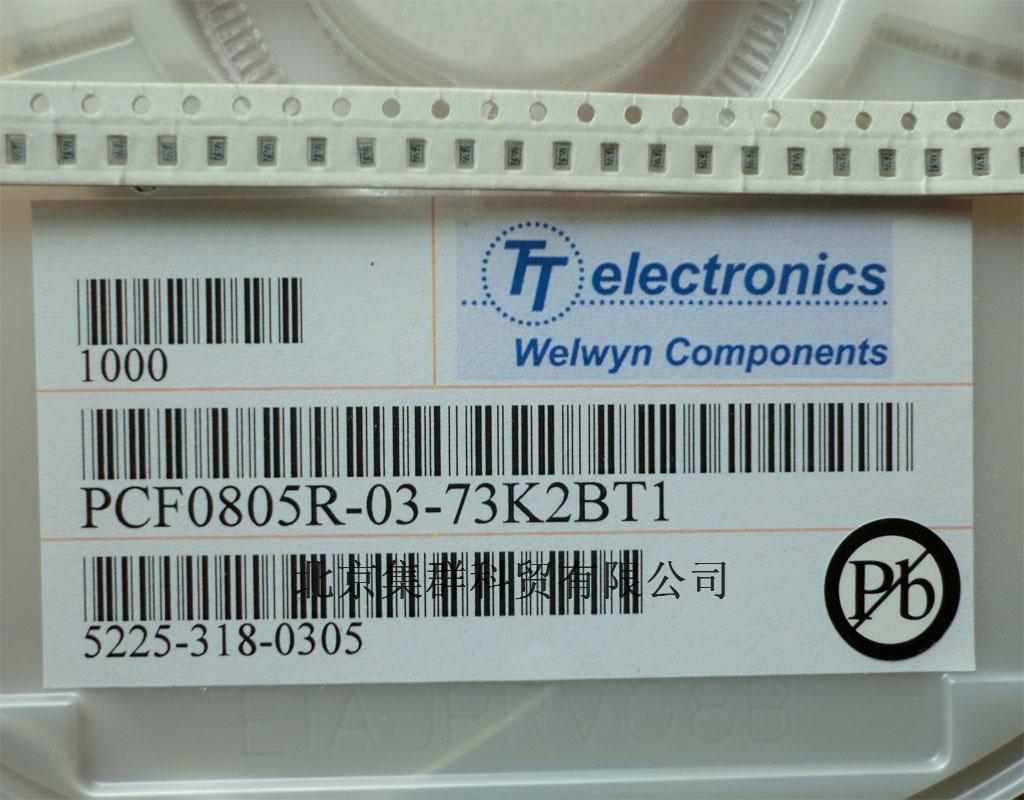 TT electronics
Welwyn Components
1000
PCF0805R-03-73K2BT1
北京集群科贸有限公司
5225-318-0305
Pb
EIAJRRV08B